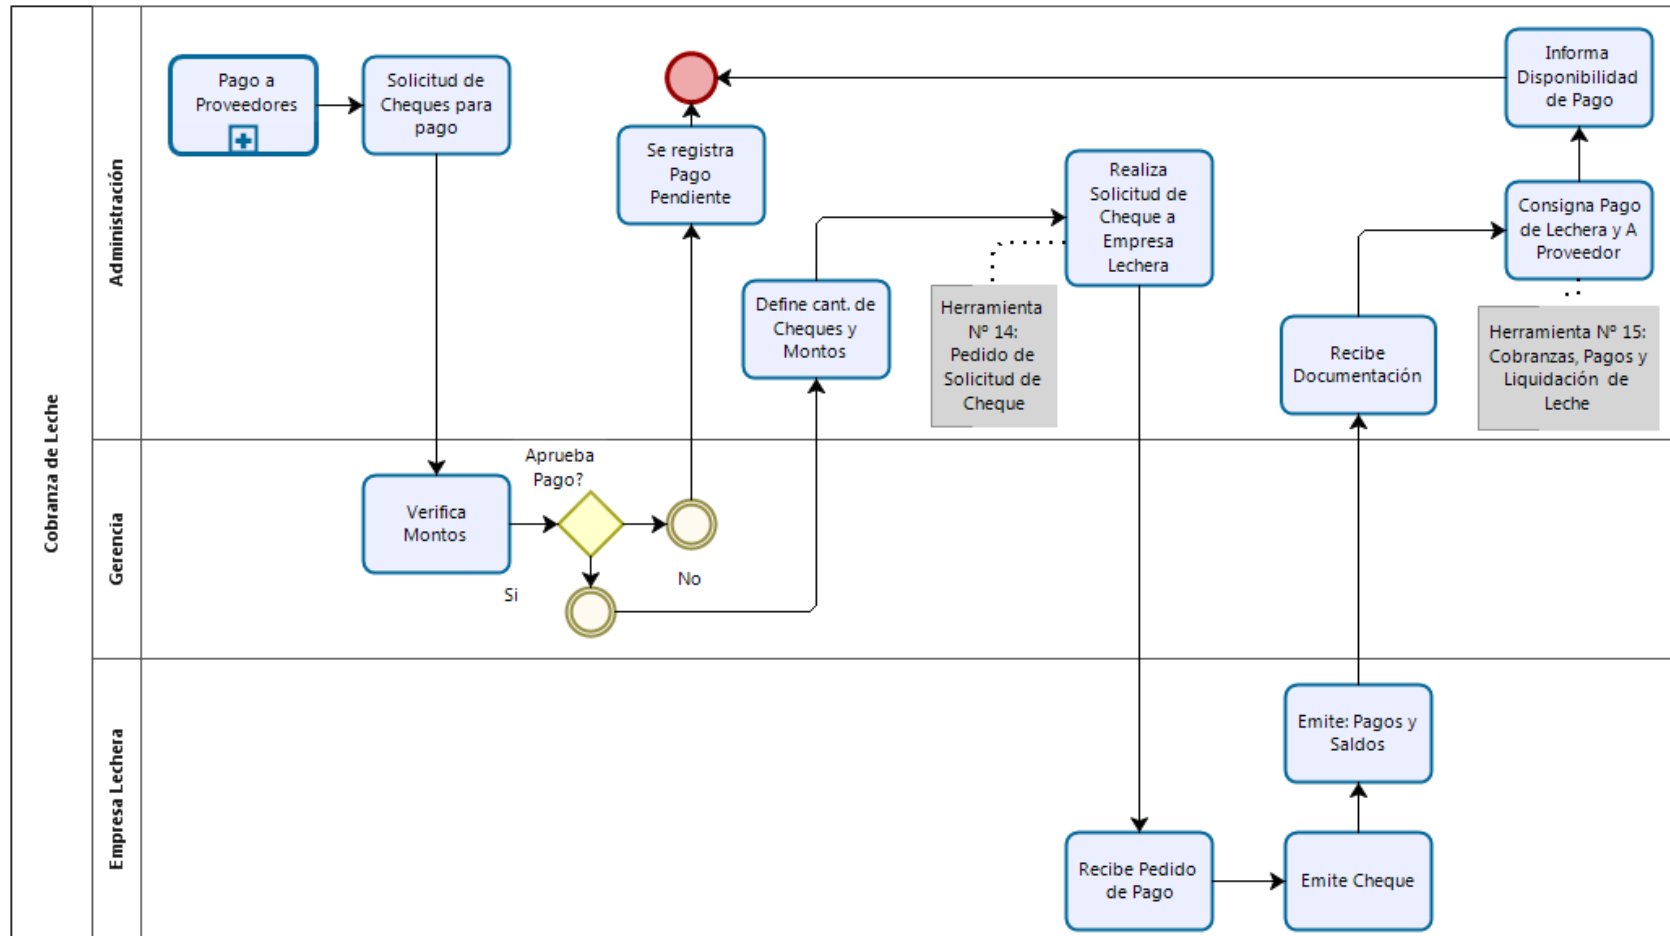 Cobranza de Leche
Administración
Pago a
Proveedores
Solicitud de
Cheques para
pago
Se registra
Pago
Pendiente
Define cant. de
Cheques y
Montos
Realiza
Solicitud de
Cheque a
Empresa
Lechera
Herramienta
Nº 14:
Pedido de
Solicitud de
Cheque
Informa
Disponibilidad
de Pago
Consigna Pago
de Lechera y A
Proveedor
Herramienta Nº 15:
Cobranzas, Pagos y
Liquidación de
Leche
Recibe
Documentación
Gerencia
Verifica
Montos
Aprueba
Pago?
Si
No
Empresa Lechera
Emite: Pagos y
Saldos
Recibe Pedido
de Pago
Emite Cheque